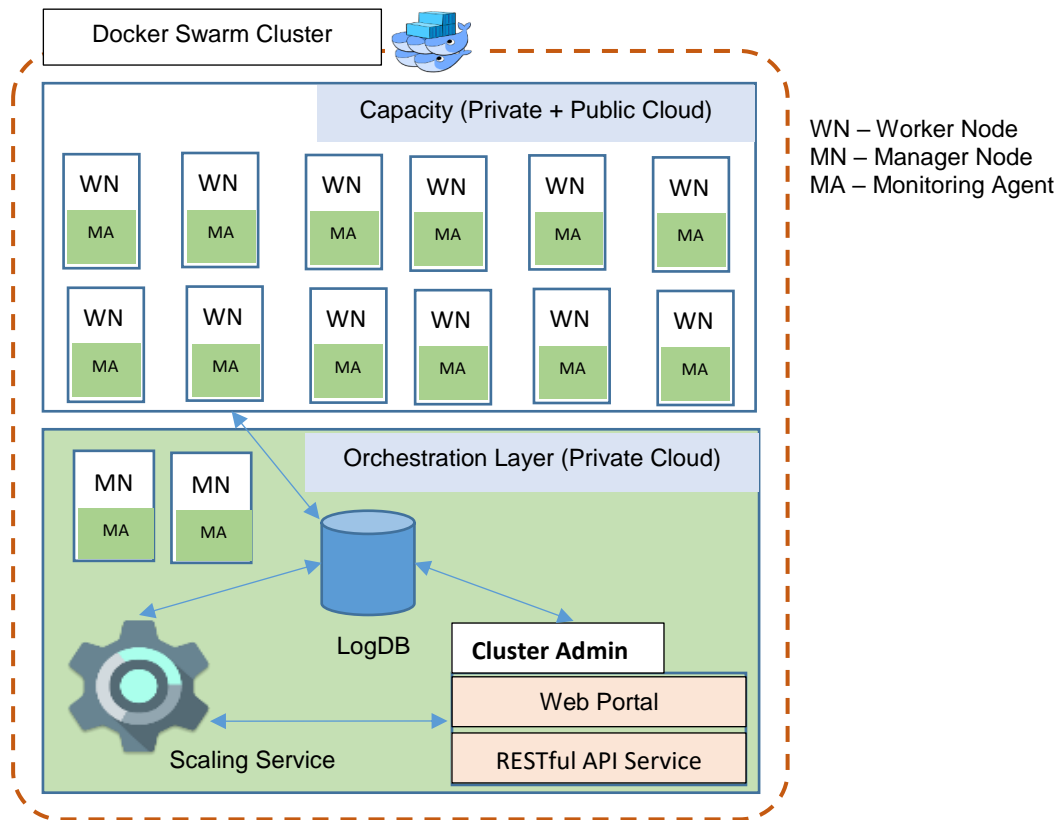 Docker Swarm Cluster
Capacity (Private + Public Cloud)
WN – Worker Node
MN – Manager Node
MA – Monitoring Agent
WN WN WN WN WN WN
MA MA MA MA MA MA
WN WN WN WN WN WN
MA MA MA MA MA MA
Orchestration Layer (Private Cloud)
MN MN
MA MA
LogDB
Cluster Admin
Web Portal
Scaling Service
RESTful API Service